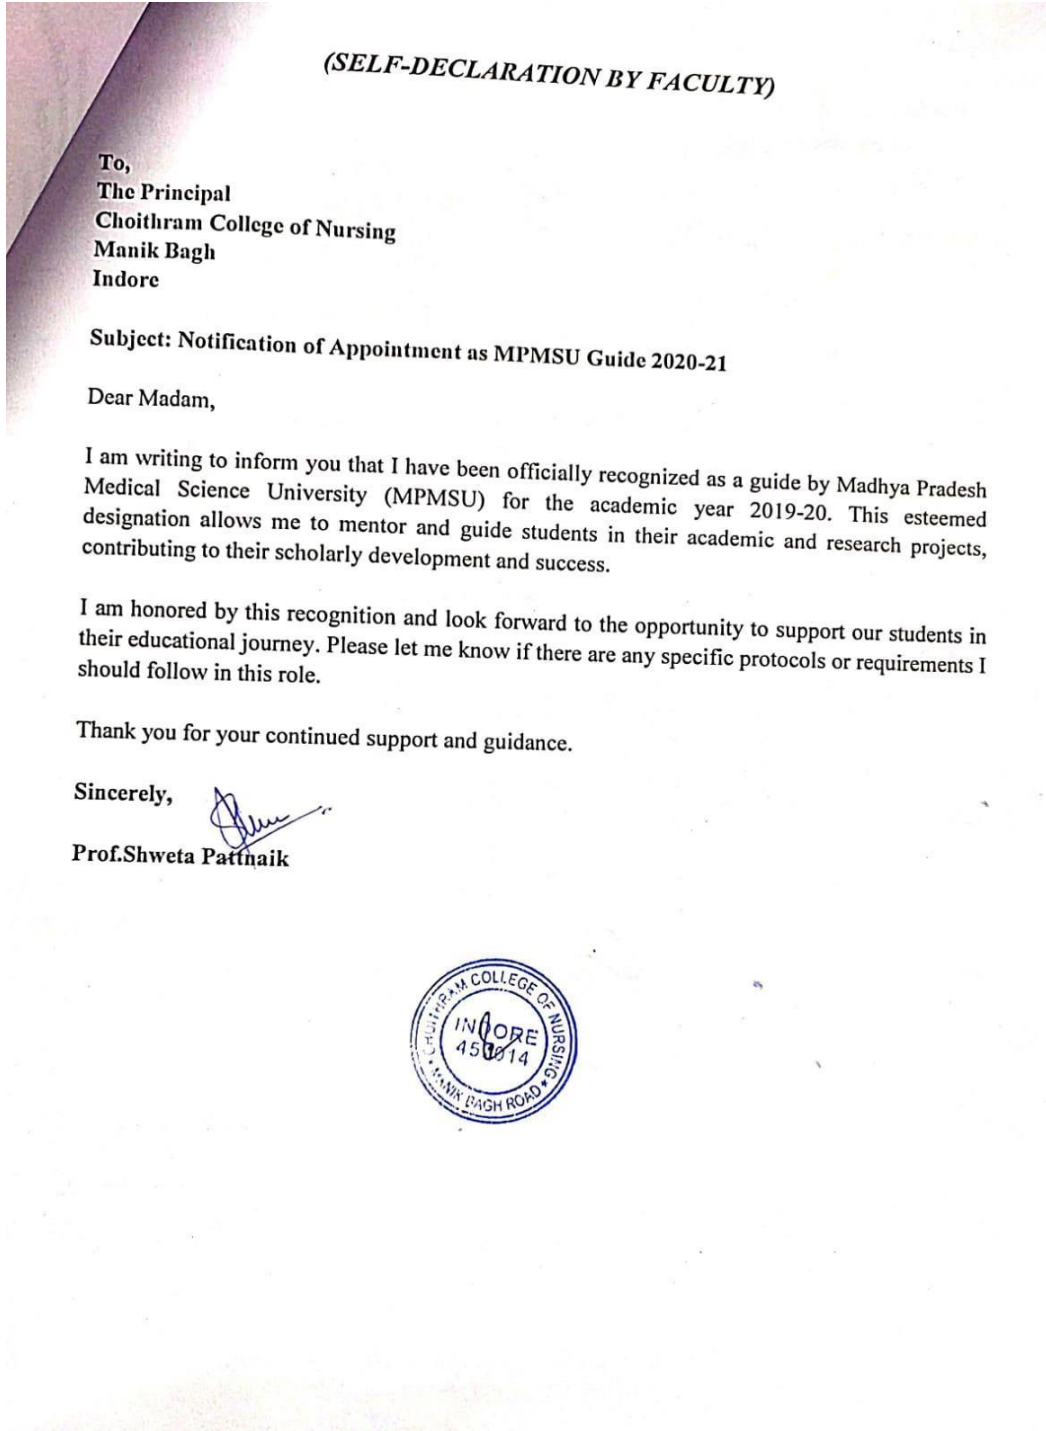 (SELF-DECLARATION BY FACULTY)
To,
The Principal
Choithram College of Nursing
Manik Bagh
Indore
Subject: Notification of Appointment as MPMSU Guide 2020-21
Dear Madam,
I am writing to inform you that I have been officially recognized as a guide by Madhya Pradesh
Medical Science University (MPMSU) for the academic year 2019-20. This esteemed
designation allows me to mentor and guide students in their academic and research projects,
contributing to their scholarly development and success.
I am honored by this recognition and look forward to the opportunity to support our students in
their educational journey. Please let me know if there are any specific protocols or requirements I
should follow in this role.
Thank you for your continued support and guidance.
Sincerely,
Prof.Shweta Pattnaik
CHOITHRAM COLLEGE OF NURSING
INDORE
MANIK BAGH ROAD